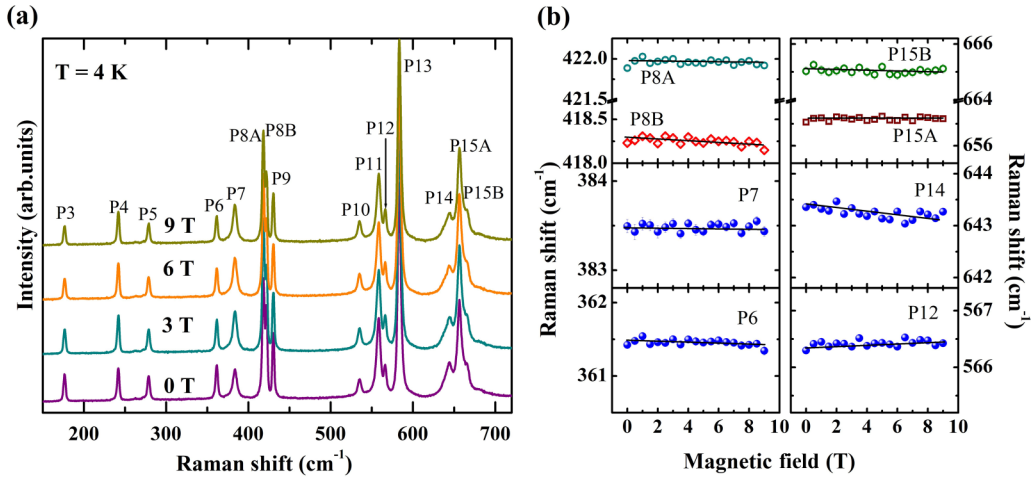 (a)
T = 4 K
P3
P4
P5
P6
P7
P8A
P8B
P9
P10
P11
P12
P13
P14
P15A
P15B
9 T
6 T
3 T
0 T
Intensity (arb.units)
200 300 400 500 600 700
Raman shift (cm⁻¹)
(b)
422.0
421.5
418.5
418.0
384
383
362
361
P8A
P8B
P7
P6
Raman shift (cm⁻¹)
P15B
P15A
P14
P12
666
664
656
644
643
642
567
566
Raman shift (cm⁻¹)
0 2 4 6 8 10
0 2 4 6 8 10
Magnetic field (T)